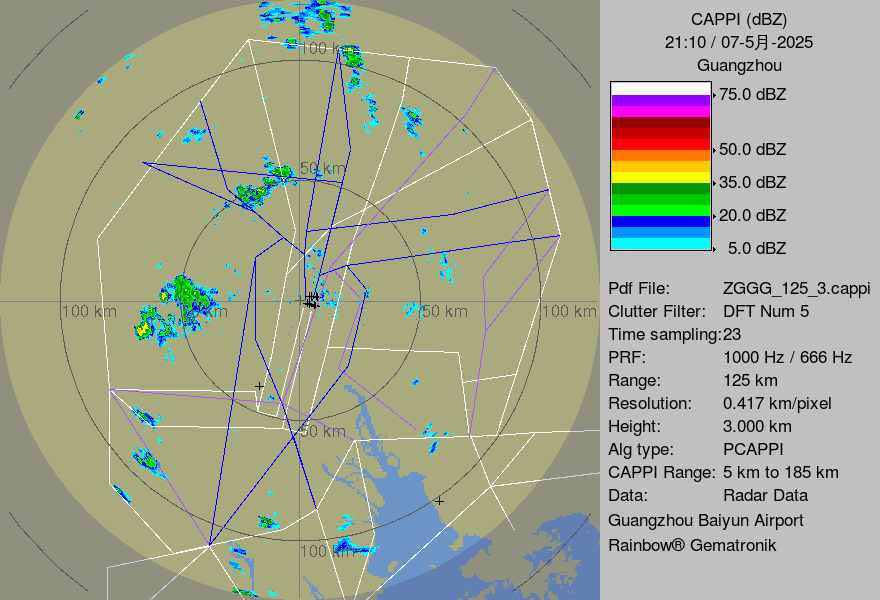 CAPPI (dBZ)
21:10 / 07-5月-2025
Guangzhou
75.0 dBZ
50.0 dBZ
35.0 dBZ
20.0 dBZ
5.0 dBZ
Pdf File: ZGGG_125_3.cappi
Clutter Filter: DFT Num 5
Time sampling:23
PRF: 1000 Hz / 666 Hz
Range: 125 km
Resolution: 0.417 km/pixel
Height: 3.000 km
Alg type: PCAPPI
CAPPI Range: 5 km to 185 km
Data: Radar Data
Guangzhou Baiyun Airport
Rainbow® Gematronik
100 km
50 km
100 km
50 km
50 km
100 km
50 km
100 km